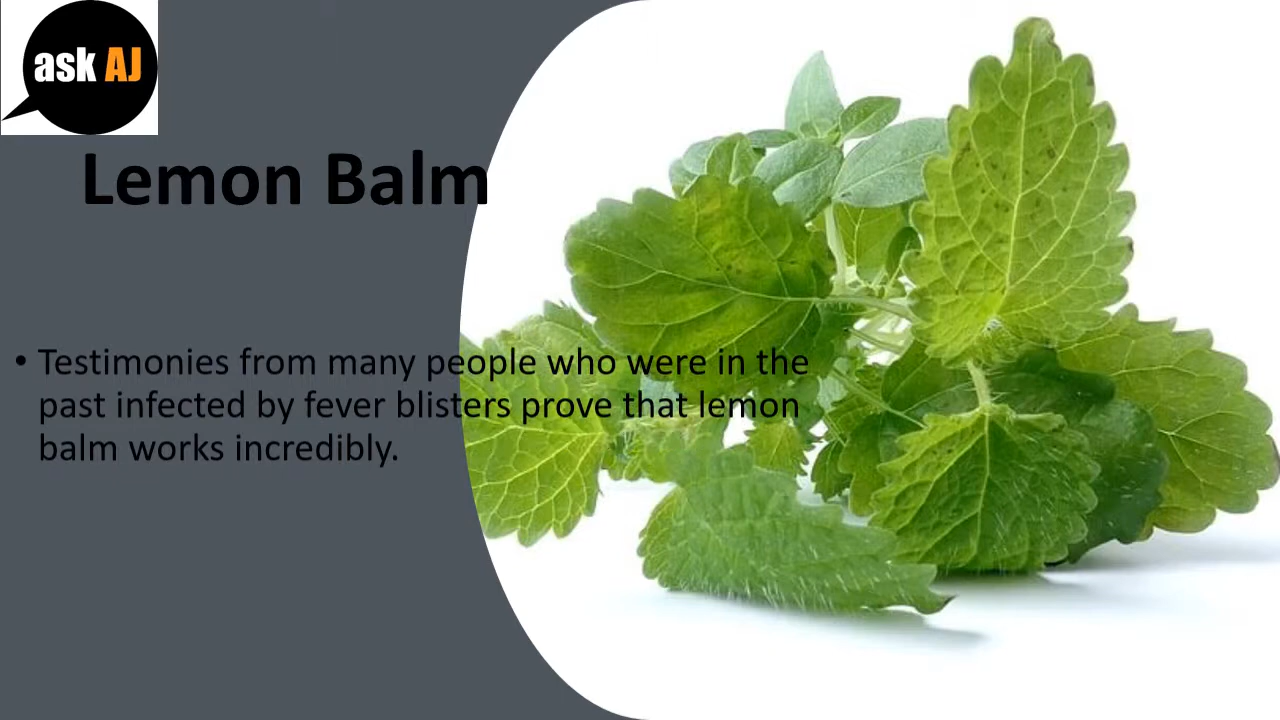 ask AJ
Lemon Balm
• Testimonies from many people who were in the
past infected by fever blisters prove that lemon
balm works incredibly.